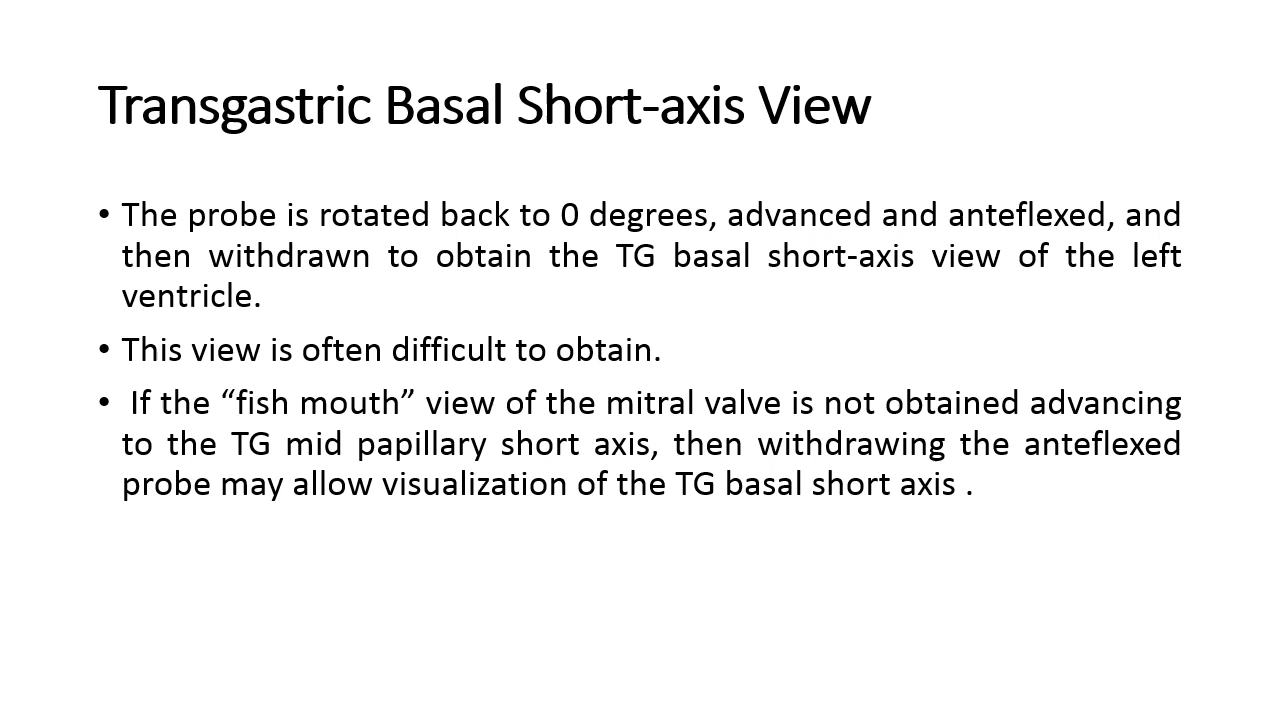 Transgastric Basal Short-axis View
• The probe is rotated back to 0 degrees, advanced and anteflexed, and
then withdrawn to obtain the TG basal short-axis view of the left
ventricle.
• This view is often difficult to obtain.
• If the “fish mouth” view of the mitral valve is not obtained advancing
to the TG mid papillary short axis, then withdrawing the anteflexed
probe may allow visualization of the TG basal short axis .